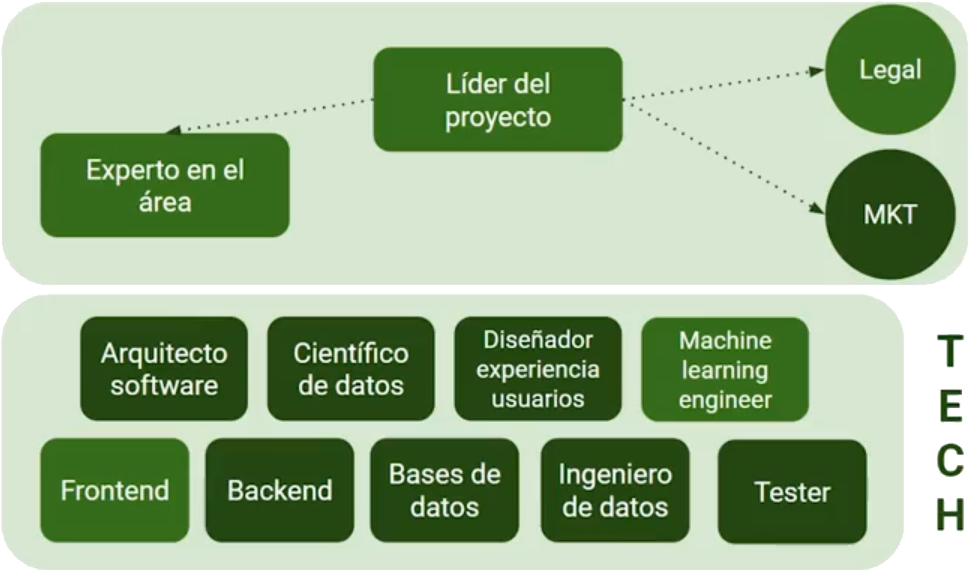 Líder del
proyecto
Legal
Experto en el
área
MKT
Arquitecto
software
Científico
de datos
Diseñador
experiencia
usuarios
Machine
learning
engineer
Frontend
Backend
Bases de
datos
Ingeniero
de datos
Tester
T
E
C
H